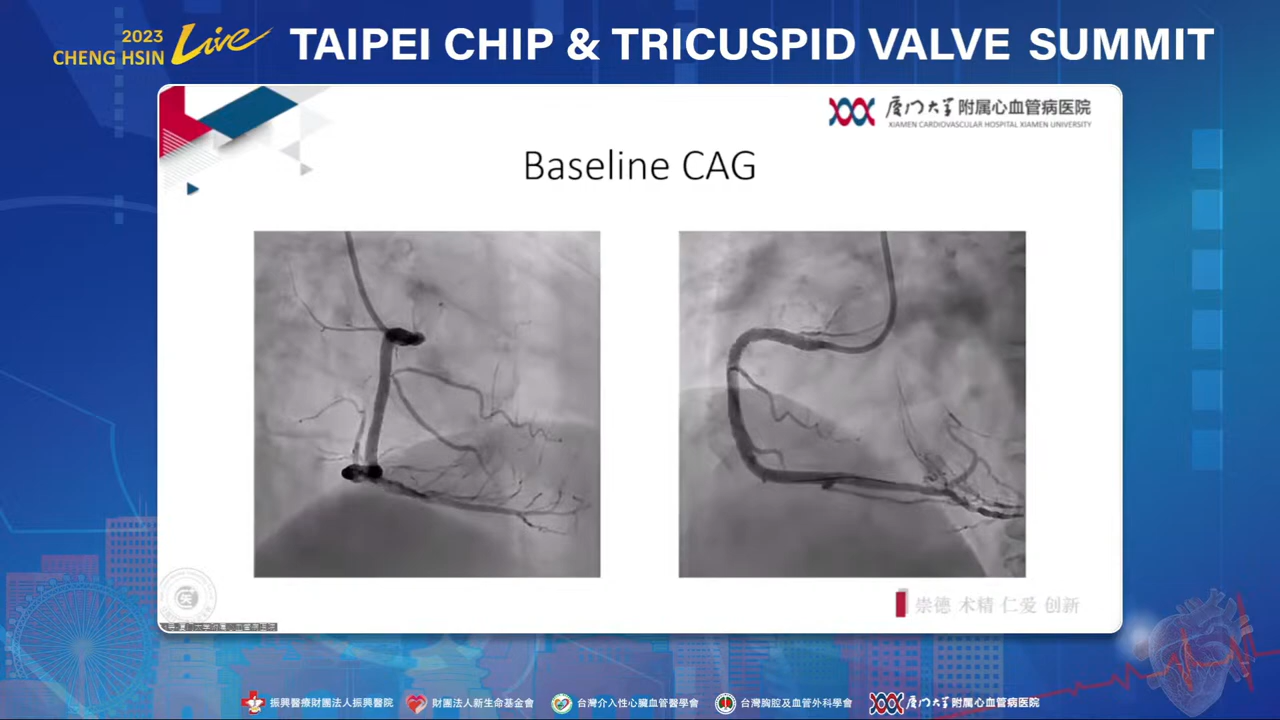 2023
CHENG HSIN Live
TAIPEI CHIP & TRICUSPID VALVE SUMMIT
厦门大学附属心血管病医院
XIAMEN CARDIOVASCULAR HOSPITAL XIAMEN UNIVERSITY
Baseline CAG
崇德 术精 仁爱 创新
振興醫療財團法人振興醫院
財團法人新生命基金會
台灣介入性心臟血管醫學會
台灣胸腔及血管外科學會
厦门大学附属心血管病医院